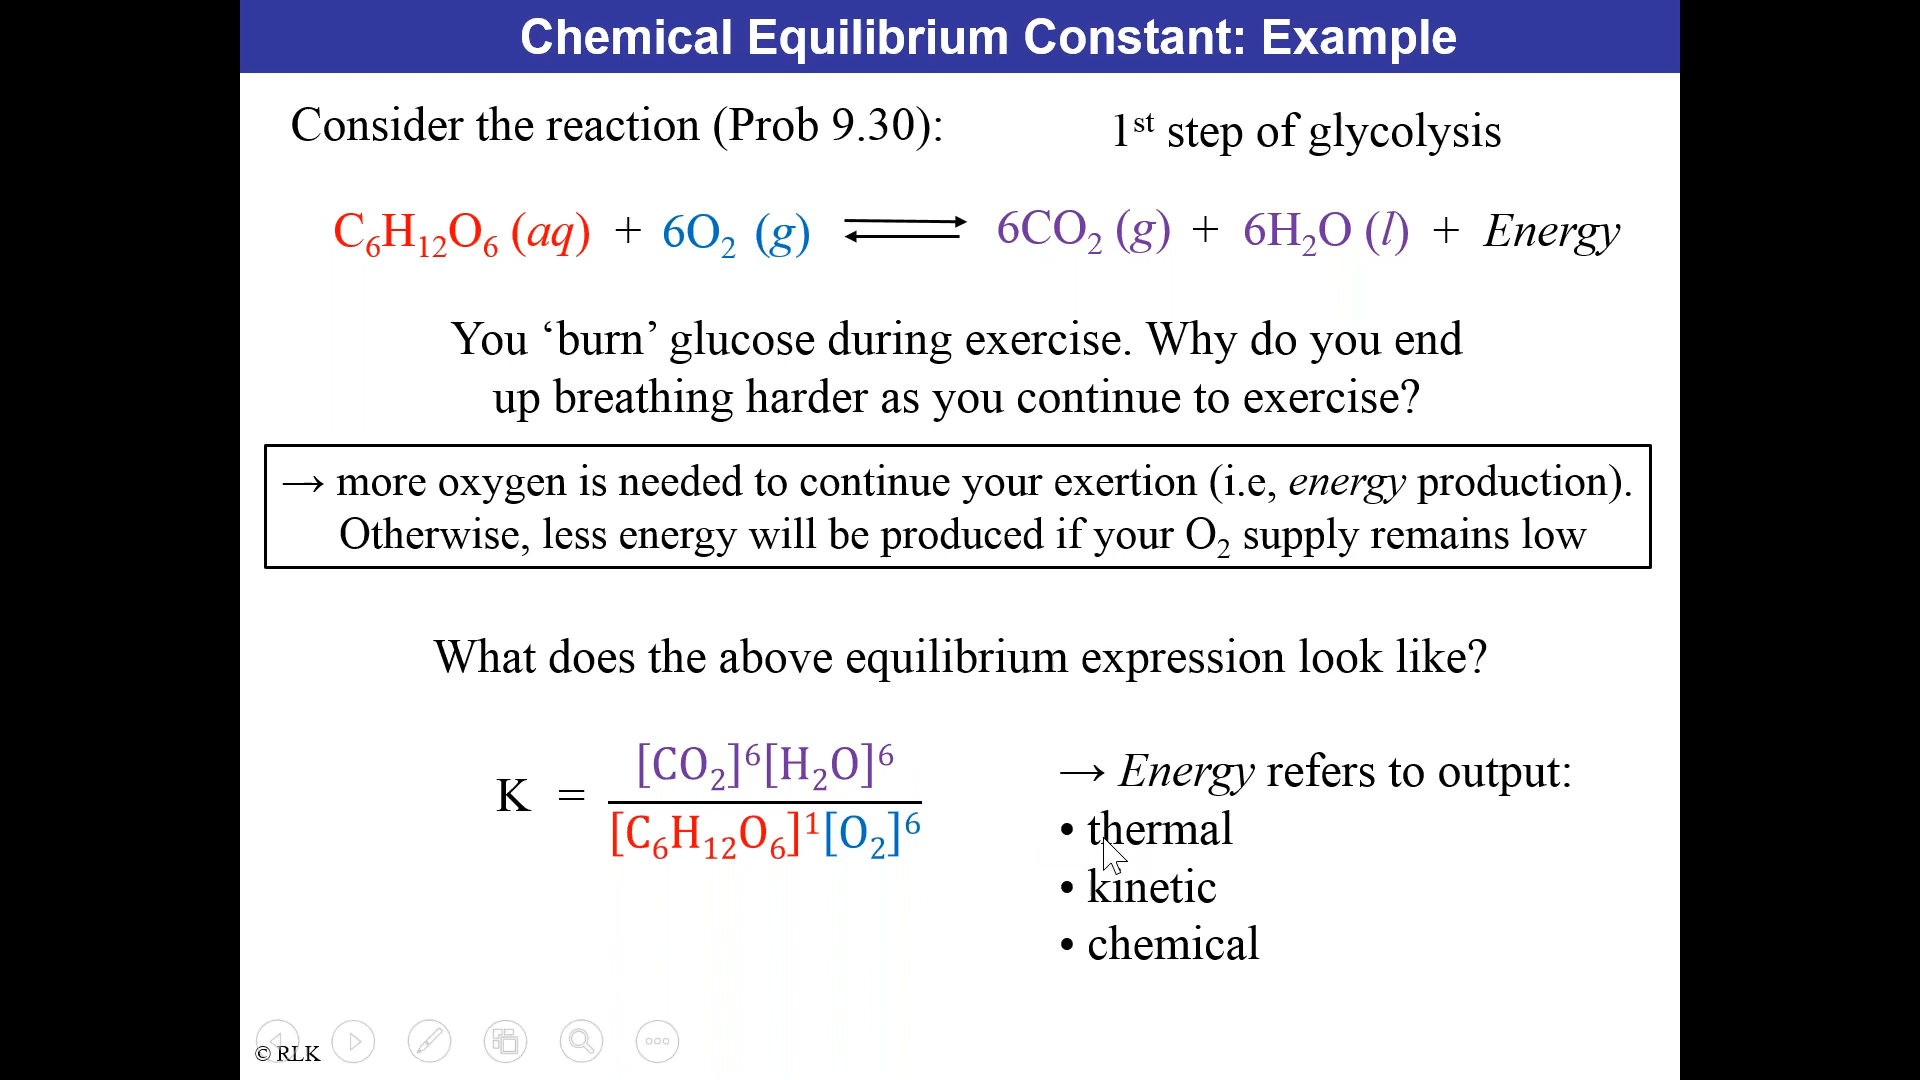 Chemical Equilibrium Constant: Example
Consider the reaction (Prob 9.30):
1st step of glycolysis
C₆H₁₂O₆ (aq) + 6O₂ (g) ⇌ 6CO₂ (g) + 6H₂O (l) + Energy
You ‘burn’ glucose during exercise. Why do you end
up breathing harder as you continue to exercise?
→ more oxygen is needed to continue your exertion (i.e, energy production).
Otherwise, less energy will be produced if your O₂ supply remains low
What does the above equilibrium expression look like?
[CO₂]⁶[H₂O]⁶
K =
[C₆H₁₂O₆]¹[O₂]⁶
→ Energy refers to output:
• thermal
• kinetic
• chemical
© RLK